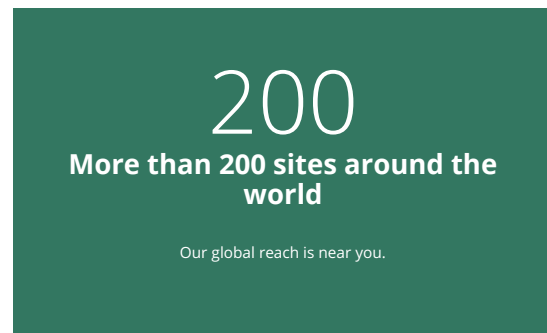 200
More than 200 sites around the
world
Our global reach is near you.